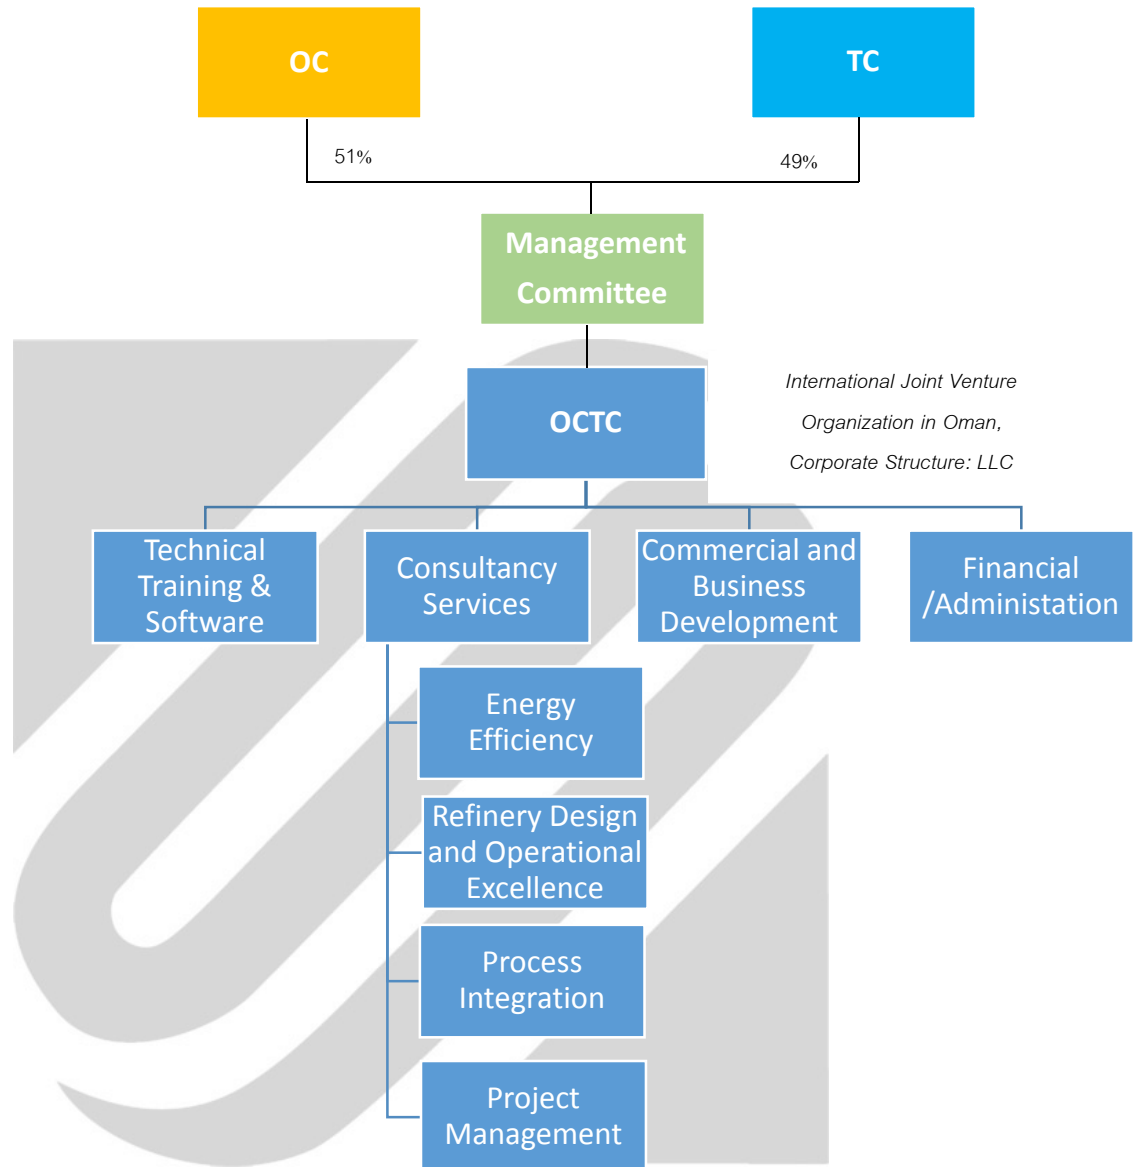 OC
TC
51%
49%
Management
Committee
OCTC
International Joint Venture
Organization in Oman,
Corporate Structure: LLC
Technical
Training &
Software
Consultancy
Services
Commercial and
Business
Development
Financial
/Administation
Energy
Efficiency
Refinery Design
and Operational
Excellence
Process
Integration
Project
Management